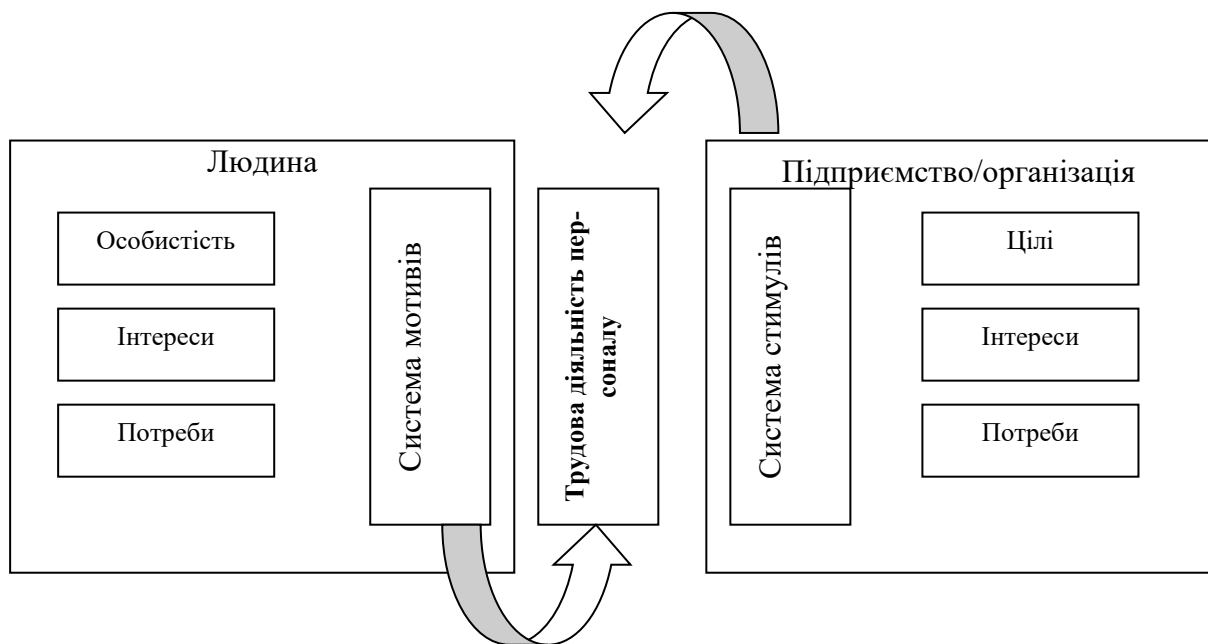 Людина
Особистість
Інтереси
Потреби
Система мотивів
Трудова діяльність пер-
соналу
Підприємство/організація
Система стимулів
Цілі
Інтереси
Потреби